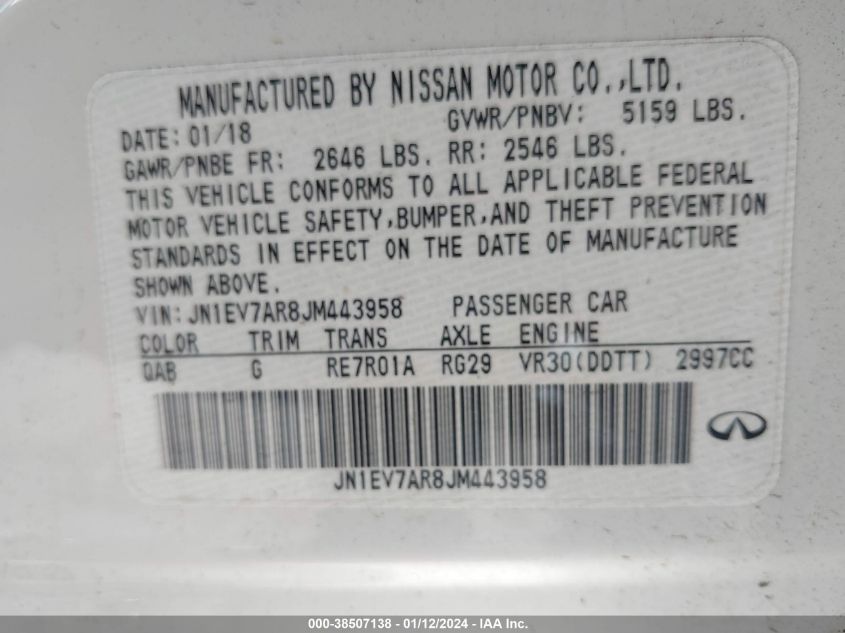 MANUFACTURED BY NISSAN MOTOR CO.,LTD.
DATE: 01/18 GVWR/PNBV: 5159 LBS.
GAWR/PNBE FR: 2646 LBS. RR: 2546 LBS.
THIS VEHICLE CONFORMS TO ALL APPLICABLE FEDERAL
MOTOR VEHICLE SAFETY,BUMPER,AND THEFT PREVENTION
STANDARDS IN EFFECT ON THE DATE OF MANUFACTURE
SHOWN ABOVE.
VIN: JN1EV7AR8JM443958 PASSENGER CAR
COLOR TRIM TRANS AXLE ENGINE
QAB G RE7R01A RG29 VR30(DDTT) 2997CC
JN1EV7AR8JM443958
000-38507138 - 01/12/2024 - IAA Inc.